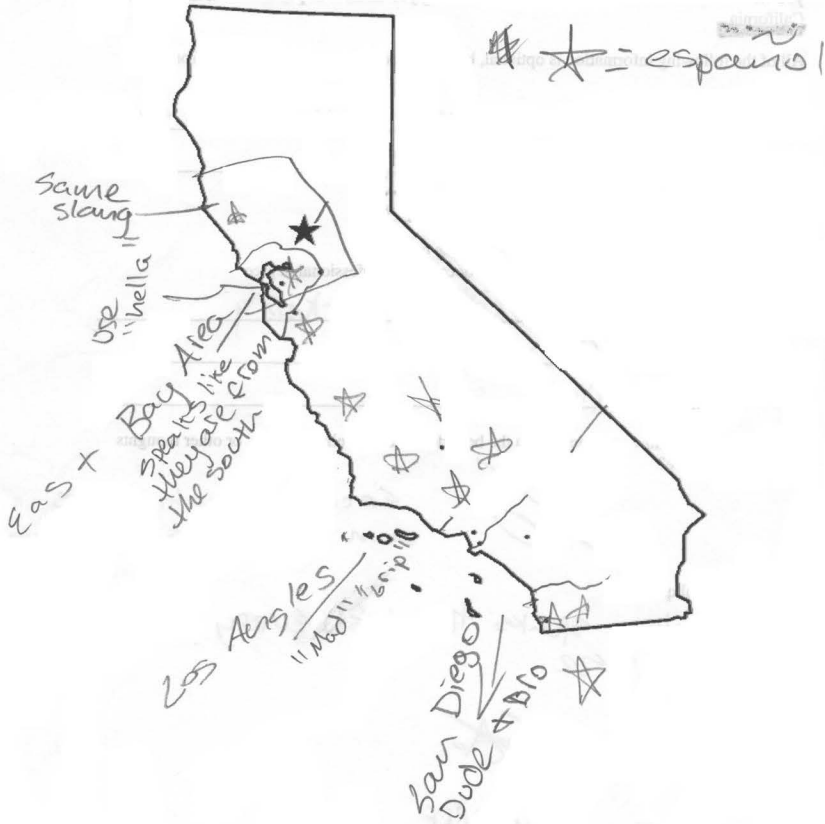 = español
Same
slang
use
"hella"
East Bay Area
speaks like
they are from
the South
Los Angles
"Mad"
San Diego
Dude + Bro